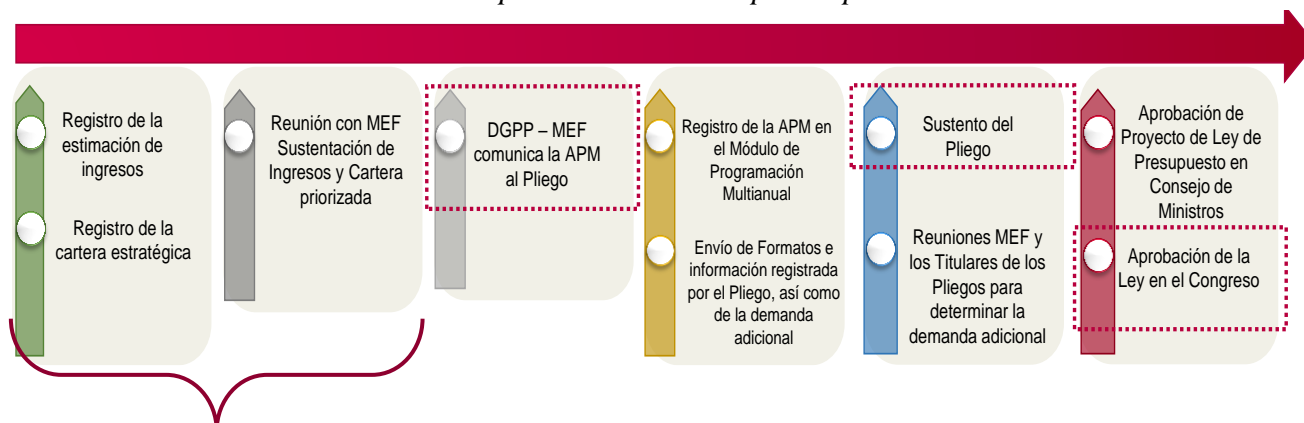 Registro de la
estimación de
ingresos
Registro de la
cartera estratégica
Reunión con MEF
Sustentación de
Ingresos y Cartera
priorizada
DGPP – MEF
comunica la APM
al Pliego
Registro de la APM en
el Módulo de
Programación
Multianual
Envío de Formatos e
información registrada
por el Pliego, así como
de la demanda
adicional
Sustento del
Pliego
Reuniones MEF y
los Titulares de los
Pliegos para
determinar la
demanda adicional
Aprobación de
Proyecto de Ley de
Presupuesto en
Consejo de
Ministros
Aprobación de la
Ley en el Congreso